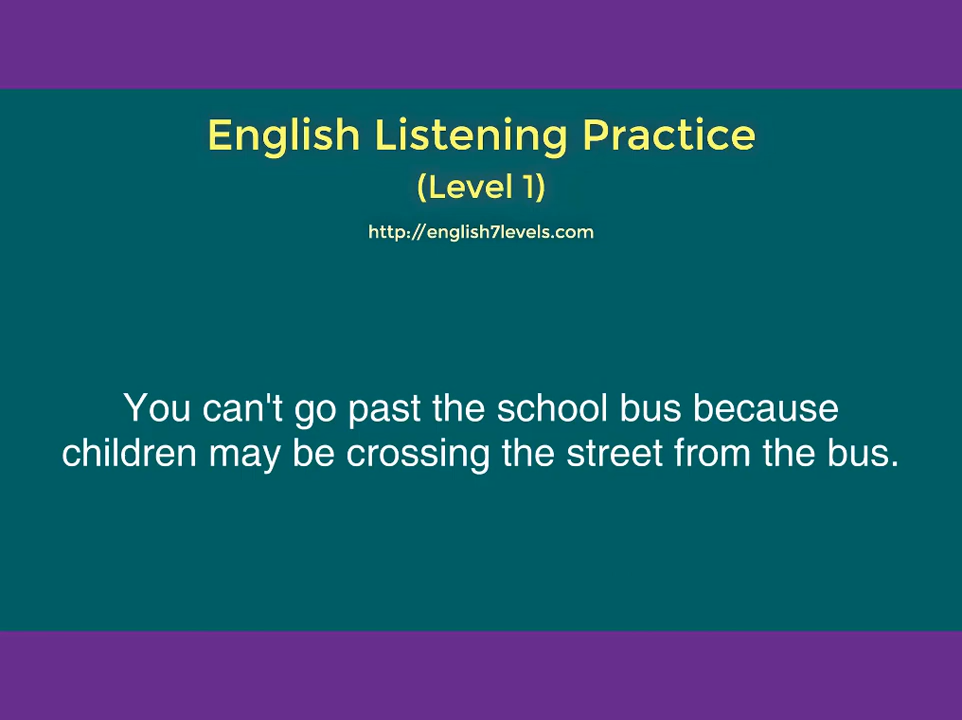 English Listening Practice
(Level 1)
http://english7levels.com
You can't go past the school bus because
children may be crossing the street from the bus.